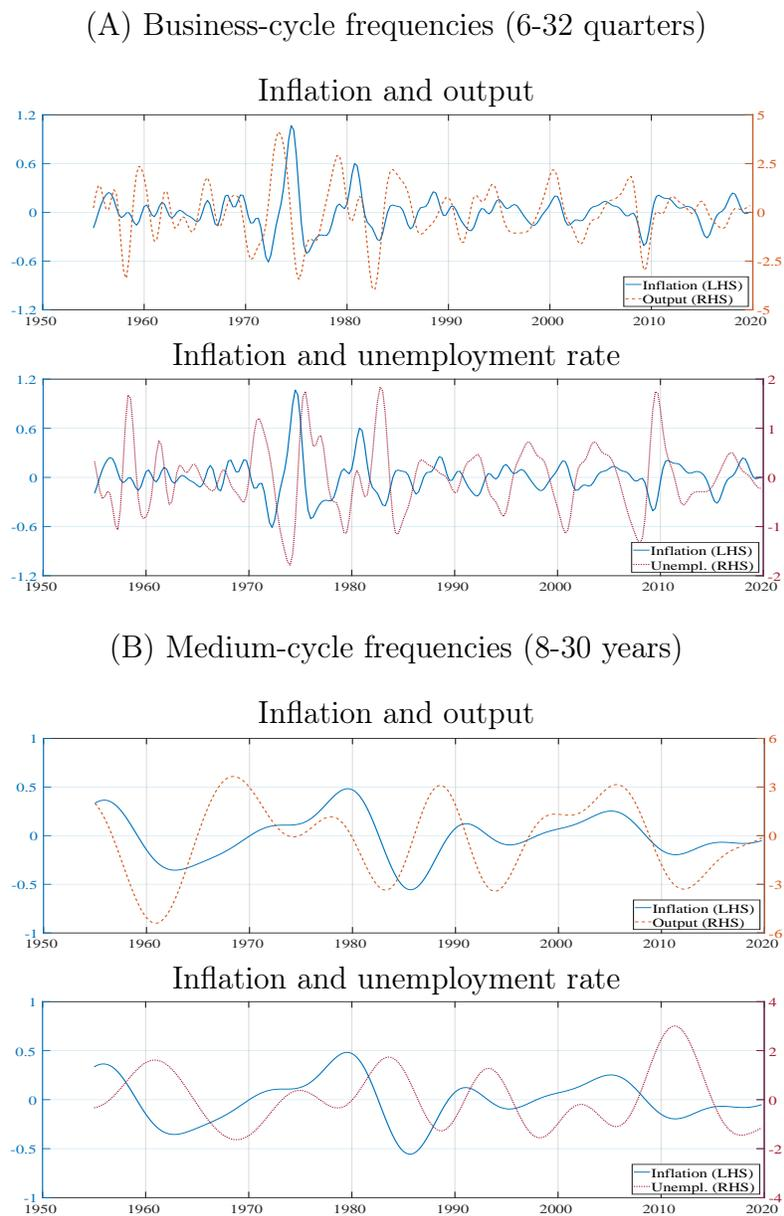 (A) Business-cycle frequencies (6-32 quarters)
Inflation and output
1.2
0.6
0
-0.6
-1.2
5
2.5
0
-2.5
-5
Inflation (LHS)
Output (RHS)
1950 1960 1970 1980 1990 2000 2010 2020
Inflation and unemployment rate
1.2
0.6
0
-0.6
-1.2
2
1
0
-1
-2
Inflation (LHS)
Unempl. (RHS)
1950 1960 1970 1980 1990 2000 2010 2020
(B) Medium-cycle frequencies (8-30 years)
Inflation and output
1
0.5
0
-0.5
-1
6
3
0
-3
-6
Inflation (LHS)
Output (RHS)
1950 1960 1970 1980 1990 2000 2010 2020
Inflation and unemployment rate
1
0.5
0
-0.5
-1
4
2
0
-2
-4
Inflation (LHS)
Unempl. (RHS)
1950 1960 1970 1980 1990 2000 2010 2020